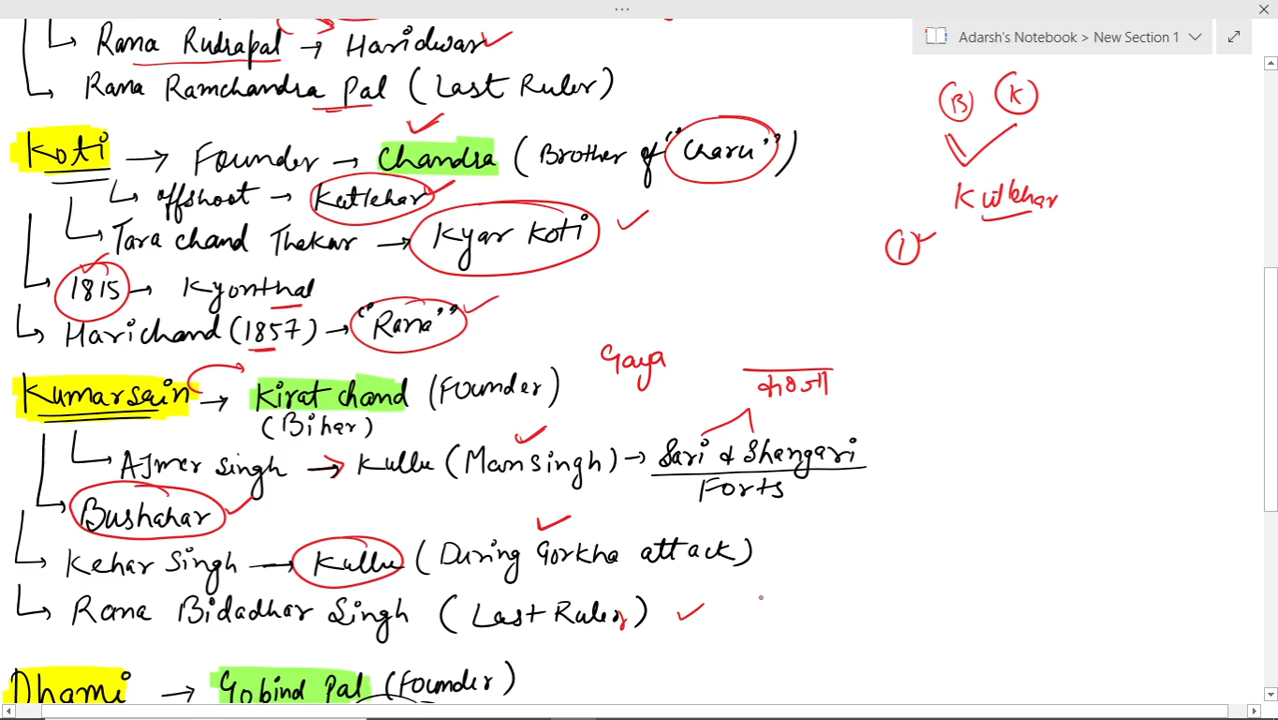 Adarsh's Notebook > New Section 1
Rana Rudrapal → Haridwar
Rana Ramchandra Pal (Last Ruler)
B K
Kutlehar
1
Koti → Founder → Chandra (Brother of "Charu")
offshoot → Kutlehar
Tara chand Thakur → Kyar Koti
1815 → Kyonthal
Harichand (1857) → "Rana"
Gaya
Kumarsain → Kirat chand (Founder)
(Bihar)
Ajmer Singh → Kullu (Mansingh) → Sari & Shangari
Forts
Bushahar
Kehar Singh → Kullu (During Gorkha attack)
Rana Bidadhar Singh (Last Ruler)
Dhami → Gobind Pal (Founder)